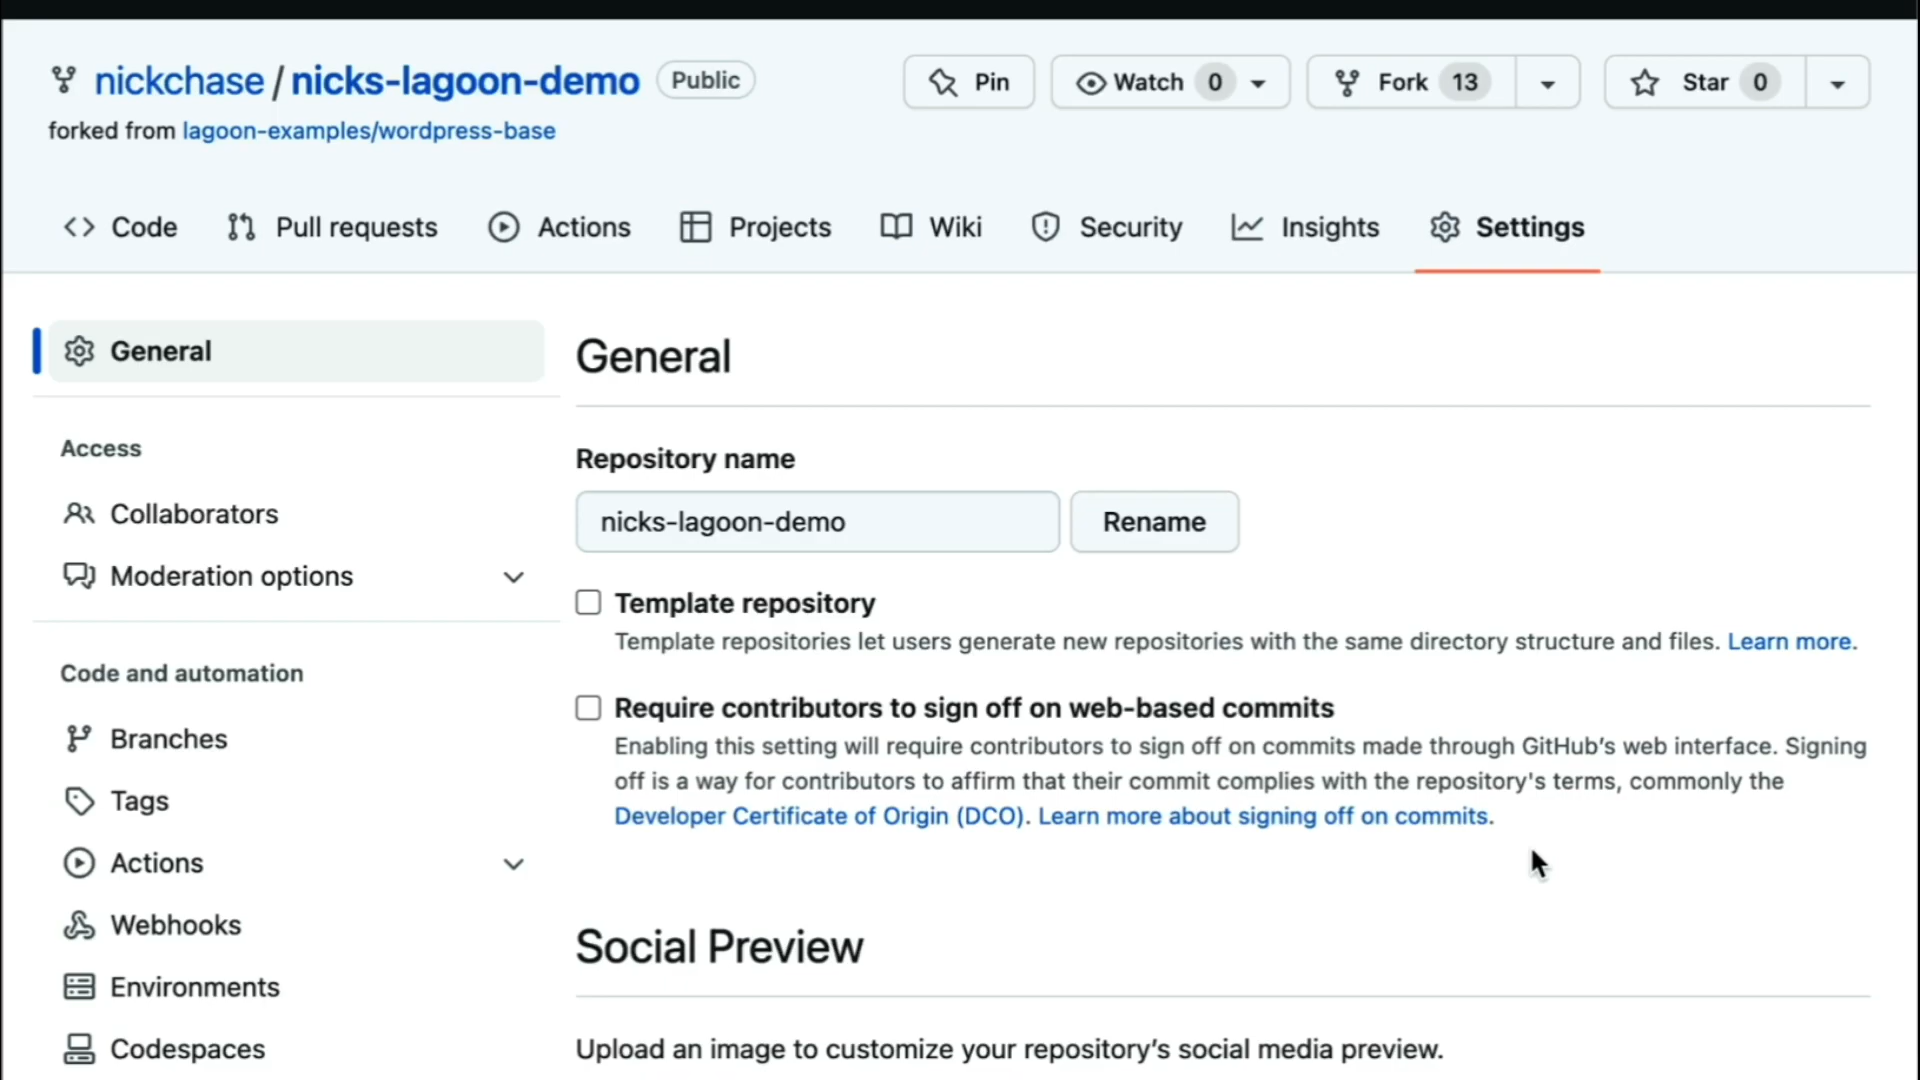 nickchase / nicks-lagoon-demo Public
Pin
Watch 0
Fork 13
Star 0
forked from lagoon-examples/wordpress-base
Code
Pull requests
Actions
Projects
Wiki
Security
Insights
Settings
General
Access
Collaborators
Moderation options
Code and automation
Branches
Tags
Actions
Webhooks
Environments
Codespaces
General
Repository name
nicks-lagoon-demo
Rename
Template repository
Template repositories let users generate new repositories with the same directory structure and files. Learn more.
Require contributors to sign off on web-based commits
Enabling this setting will require contributors to sign off on commits made through GitHub’s web interface. Signing
off is a way for contributors to affirm that their commit complies with the repository's terms, commonly the
Developer Certificate of Origin (DCO). Learn more about signing off on commits.
Social Preview
Upload an image to customize your repository’s social media preview.